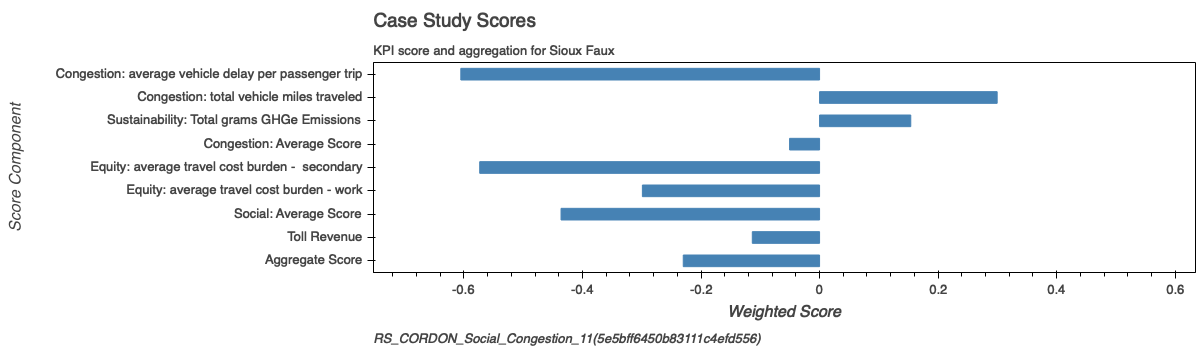 Case Study Scores
KPI score and aggregation for Sioux Faux
Score Component
Congestion: average vehicle delay per passenger trip
Congestion: total vehicle miles traveled
Sustainability: Total grams GHGe Emissions
Congestion: Average Score
Equity: average travel cost burden -  secondary
Equity: average travel cost burden - work
Social: Average Score
Toll Revenue
Aggregate Score
-0.6 -0.4 -0.2 0 0.2 0.4 0.6
Weighted Score
RS_CORDON_Social_Congestion_11(5e5bff6450b83111c4efd556)